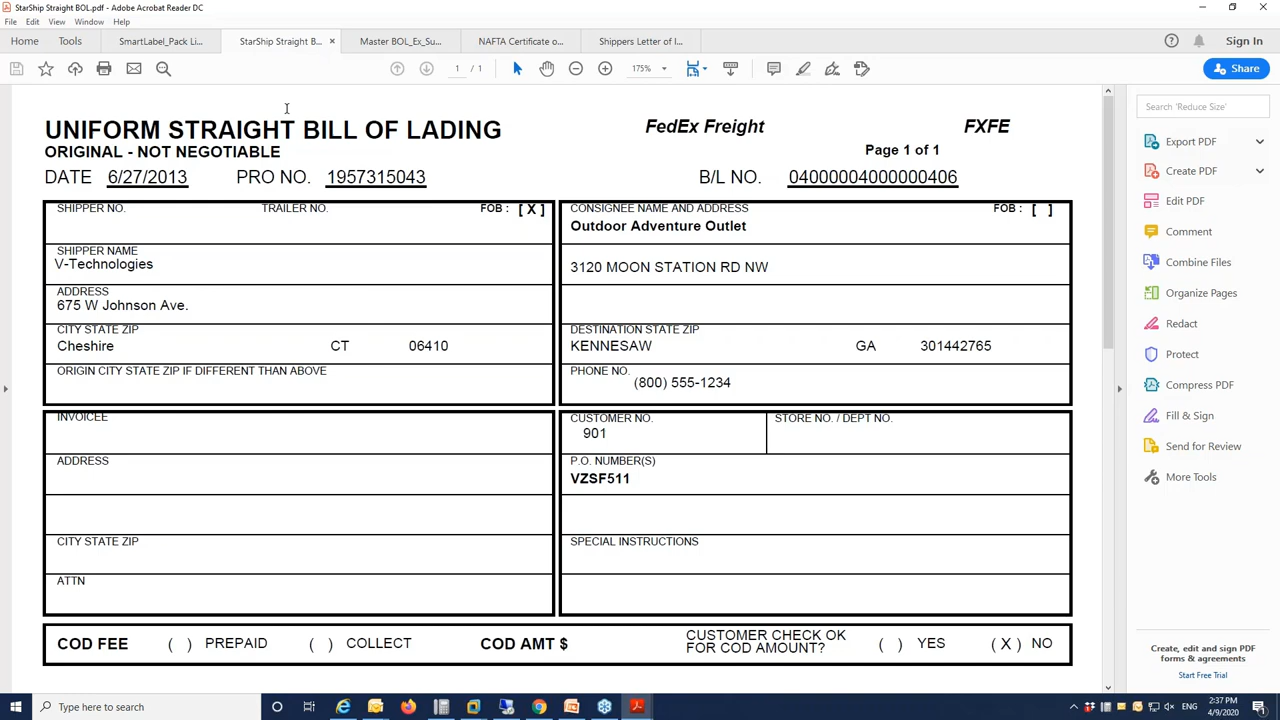 StarShip Straight BOL.pdf - Adobe Acrobat Reader DC
File Edit View Window Help
Home Tools SmartLabel_Pack Li... StarShip Straight B... × Master BOL_Ex_Su... NAFTA Certificate o... Shippers Letter of I... Sign In
1 / 1 175% Share
UNIFORM STRAIGHT BILL OF LADING FedEx Freight FXFE
ORIGINAL - NOT NEGOTIABLE Page 1 of 1
DATE 6/27/2013 PRO NO. 1957315043 B/L NO. 04000004000000406
SHIPPER NO. TRAILER NO. FOB : [ X ]
SHIPPER NAME
V-Technologies
ADDRESS
675 W Johnson Ave.
CITY STATE ZIP
Cheshire CT 06410
ORIGIN CITY STATE ZIP IF DIFFERENT THAN ABOVE
CONSIGNEE NAME AND ADDRESS FOB : [ ]
Outdoor Adventure Outlet
3120 MOON STATION RD NW
DESTINATION STATE ZIP
KENNESAW GA 301442765
PHONE NO.
(800) 555-1234
INVOICEE
ADDRESS
CITY STATE ZIP
ATTN
CUSTOMER NO. STORE NO. / DEPT NO.
901
P.O. NUMBER(S)
VZSF511
SPECIAL INSTRUCTIONS
COD FEE ( ) PREPAID ( ) COLLECT COD AMT $ CUSTOMER CHECK OK
FOR COD AMOUNT? ( ) YES ( X ) NO
Search 'Reduce Size'
Export PDF
Create PDF
Edit PDF
Comment
Combine Files
Organize Pages
Redact
Protect
Compress PDF
Fill & Sign
Send for Review
More Tools
Create, edit and sign PDF
forms & agreements
Start Free Trial
Type here to search
ENG
2:37 PM
4/9/2020